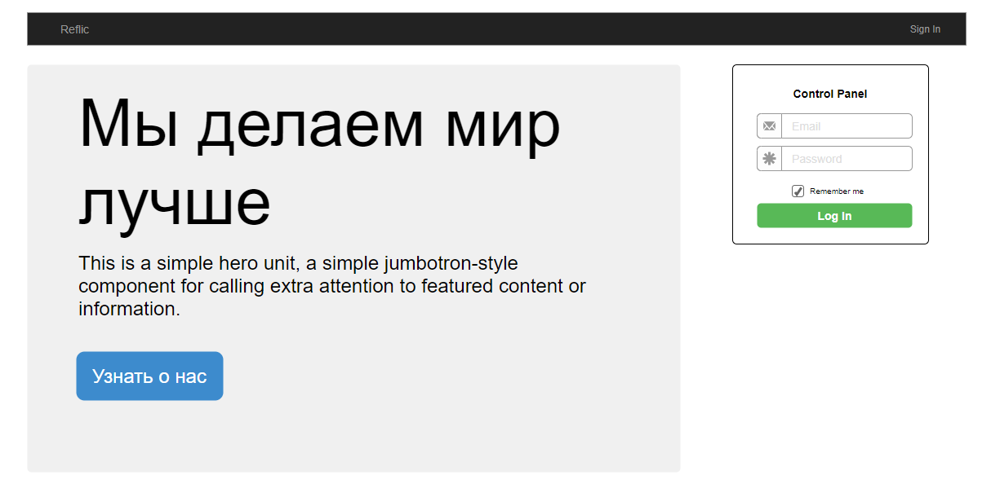 Reflic
Sign In
Мы делаем мир
лучше
This is a simple hero unit, a simple jumbotron-style
component for calling extra attention to featured content or
information.
Узнать о нас
Control Panel
Email
Password
Remember me
Log In